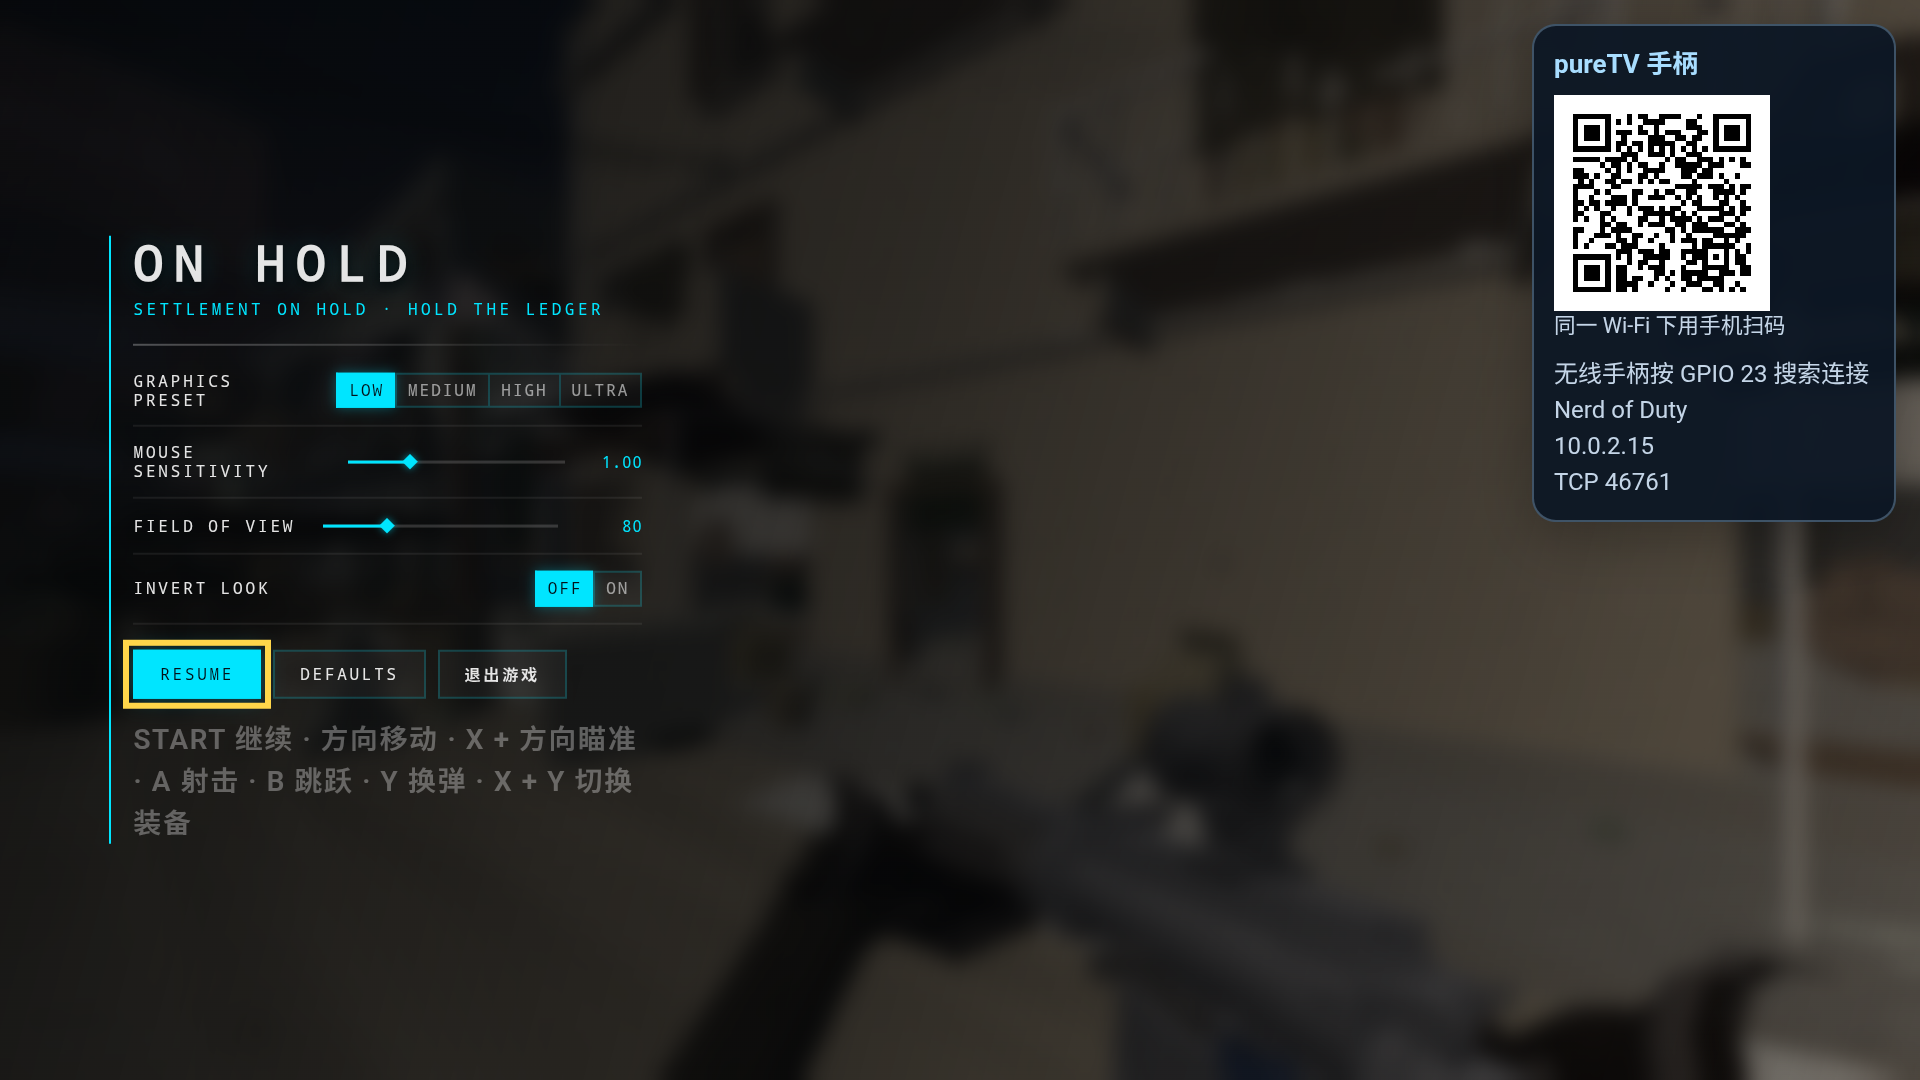 ON HOLD
SETTLEMENT ON HOLD · HOLD THE LEDGER
GRAPHICS
PRESET
LOW
MEDIUM
HIGH
ULTRA
MOUSE
SENSITIVITY
1.00
FIELD OF VIEW
80
INVERT LOOK
OFF
ON
RESUME
DEFAULTS
退出游戏
START 继续 · 方向移动 · X + 方向瞄准
· A 射击 · B 跳跃 · Y 换弹 · X + Y 切换
装备
pureTV 手柄
同一 Wi-Fi 下用手机扫码
无线手柄按 GPIO 23 搜索连接
Nerd of Duty
10.0.2.15
TCP 46761